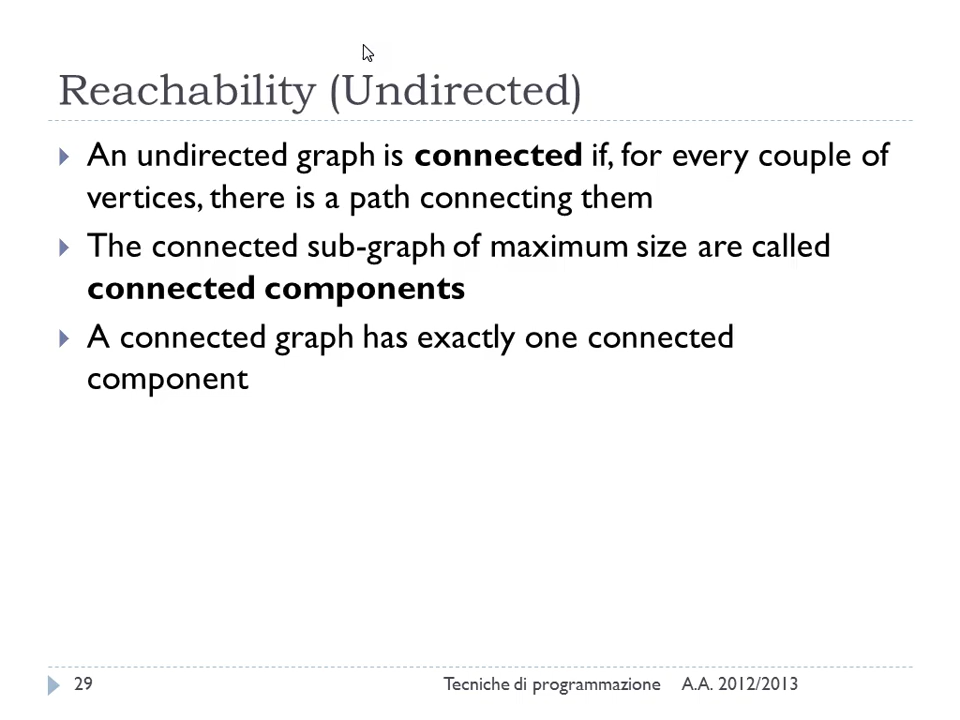 Reachability (Undirected)
An undirected graph is connected if, for every couple of
vertices, there is a path connecting them
The connected sub-graph of maximum size are called
connected components
A connected graph has exactly one connected
component
29 Tecniche di programmazione A.A. 2012/2013